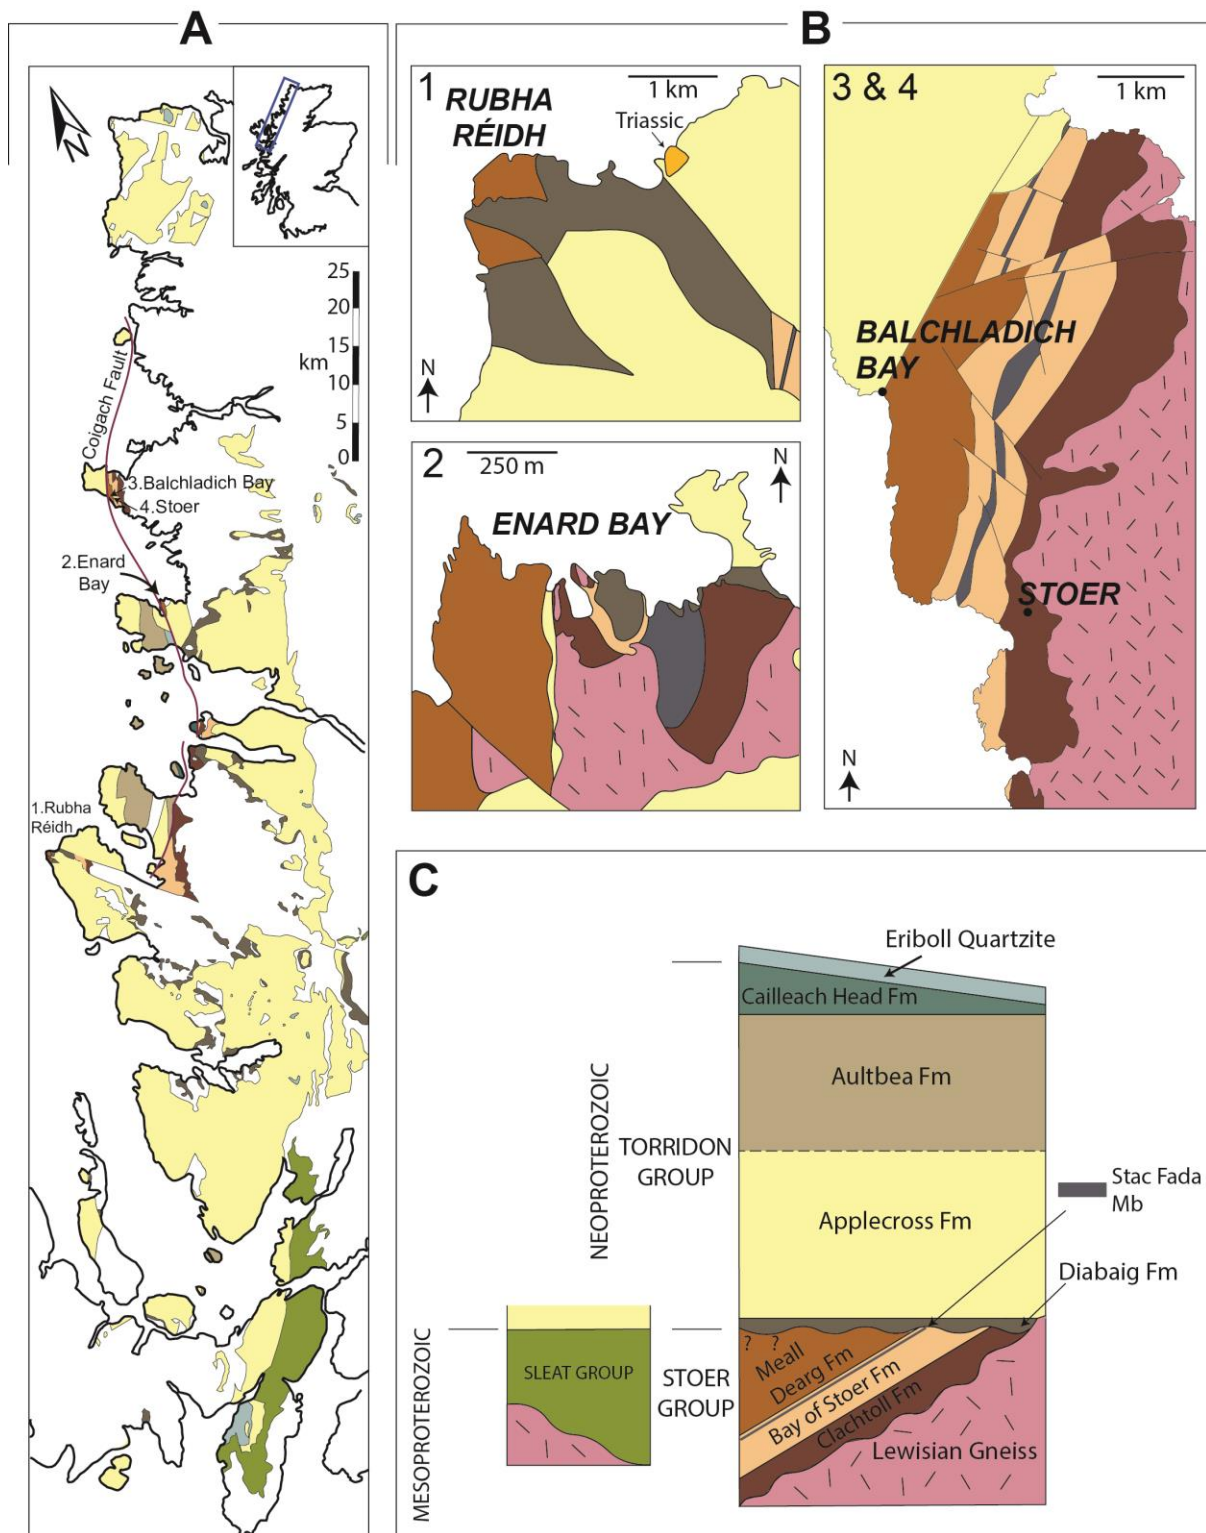 A
N
25
20
15
km
10
5
0
Coigach Fault
3.Balchladich Bay
4.Stoer
2.Enard
Bay
1.Rubha
Réidh
B
1
RUBHA
RÉIDH
1 km
Triassic
N
2
250 m
N
ENARD BAY
3 & 4
1 km
BALCHLADICH
BAY
STOER
N
C
Eriboll Quartzite
Cailleach Head Fm
Aultbea Fm
NEOPROTEROZOIC
TORRIDON
GROUP
Stac Fada
Mb
Applecross Fm
Diabaig Fm
MESOPROTEROZOIC
SLEAT GROUP
STOER
GROUP
? ?
Meall
Dearg Fm
Bay of Stoer Fm
Clachtoll Fm
Lewisian Gneiss